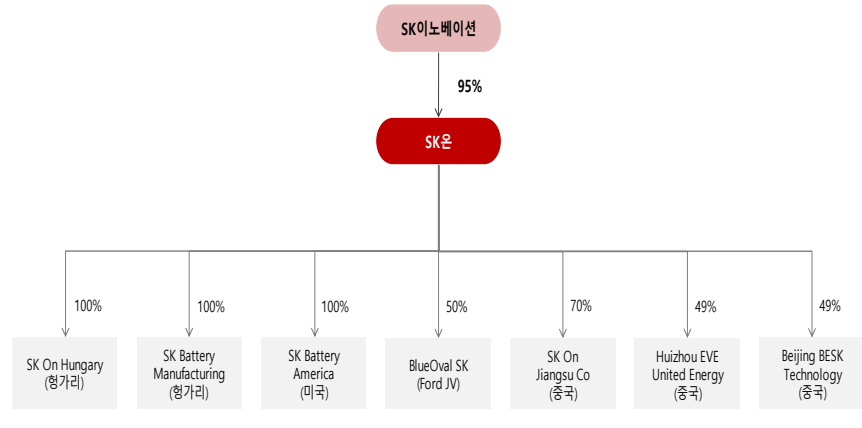 SK이노베이션
95%
SK온
100%
100%
100%
50%
70%
49%
49%
SK On Hungary
(헝가리)
SK Battery
Manufacturing
(헝가리)
SK Battery
America
(미국)
BlueOval SK
(Ford JV)
SK On
Jiangsu Co
(중국)
Huizhou EVE
United Energy
(중국)
Beijing BESK
Technology
(중국)